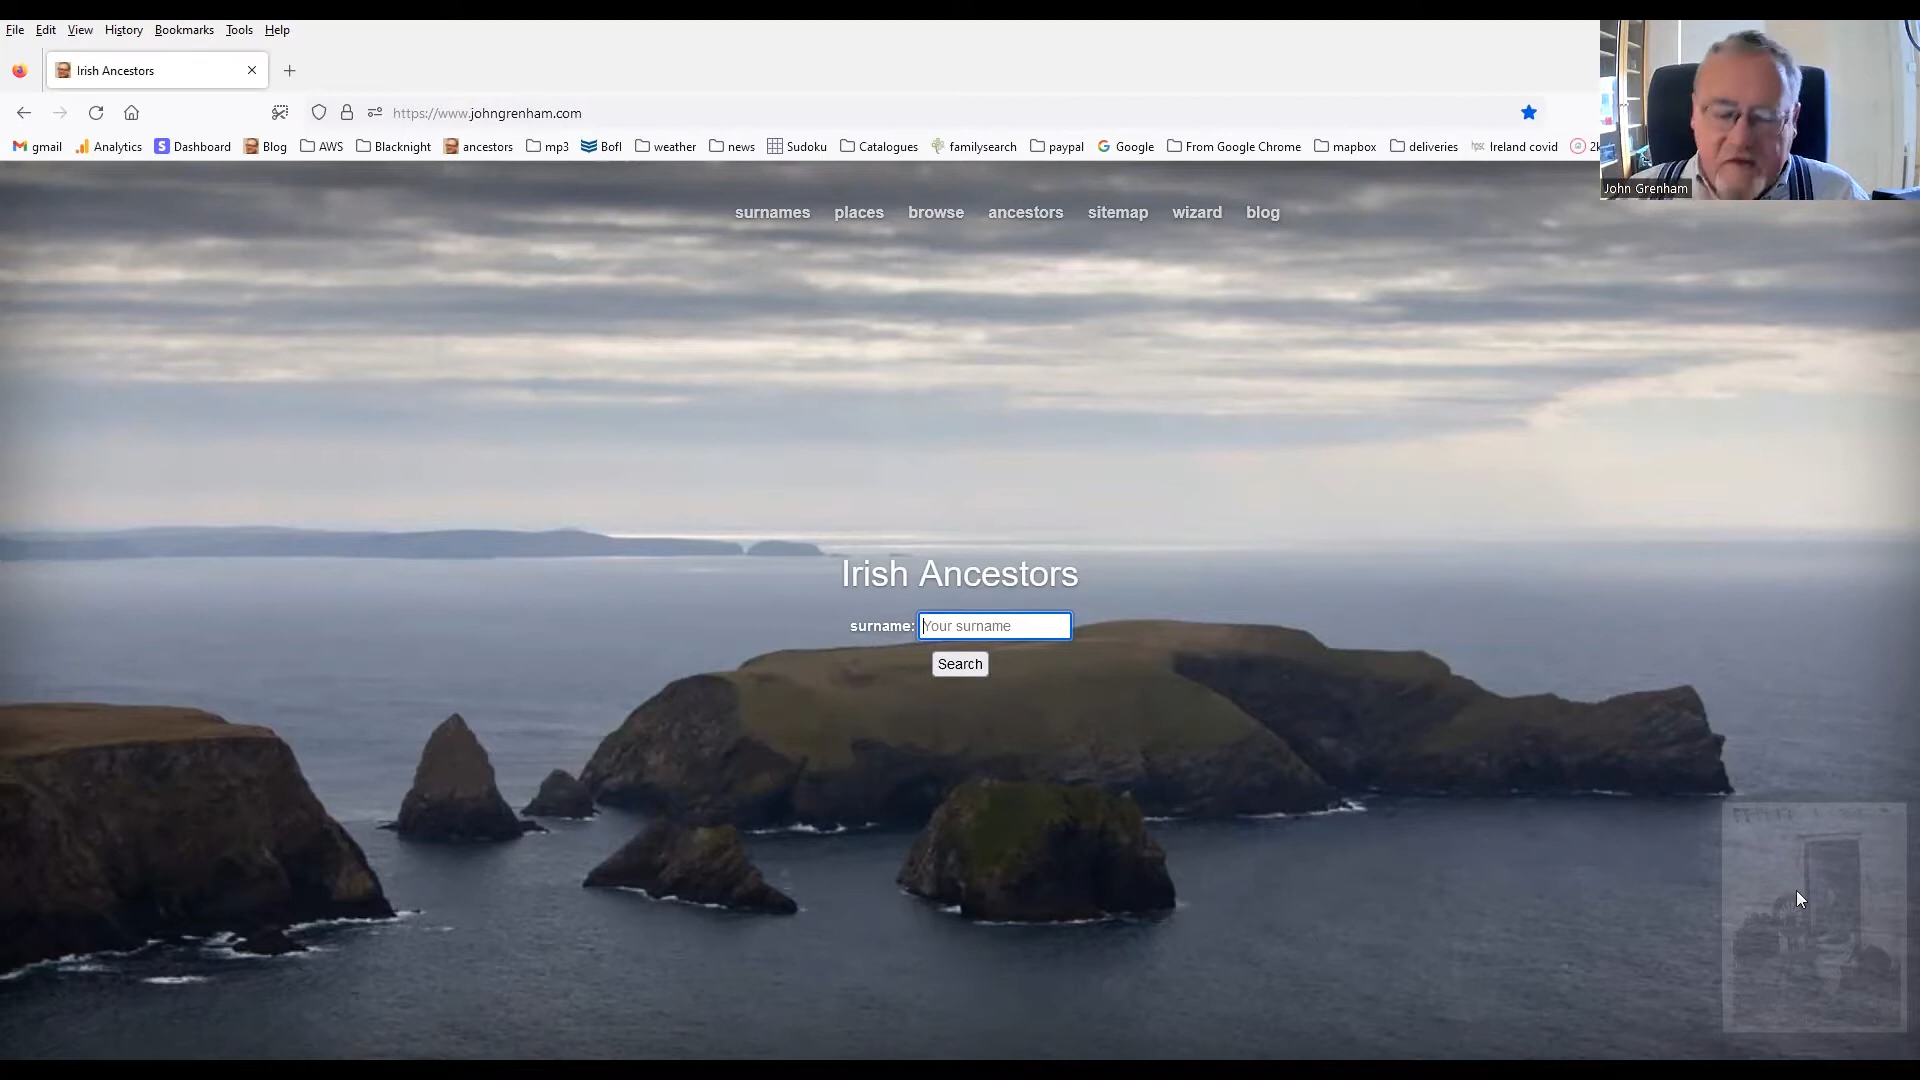 File Edit View History Bookmarks Tools Help
Irish Ancestors
https://www.johngrenham.com
gmail Analytics Dashboard Blog AWS Blacknight ancestors mp3 BofI weather news Sudoku Catalogues familysearch paypal Google From Google Chrome mapbox deliveries hpsc Ireland covid
John Grenham
surnames places browse ancestors sitemap wizard blog
Irish Ancestors
surname: Your surname
Search